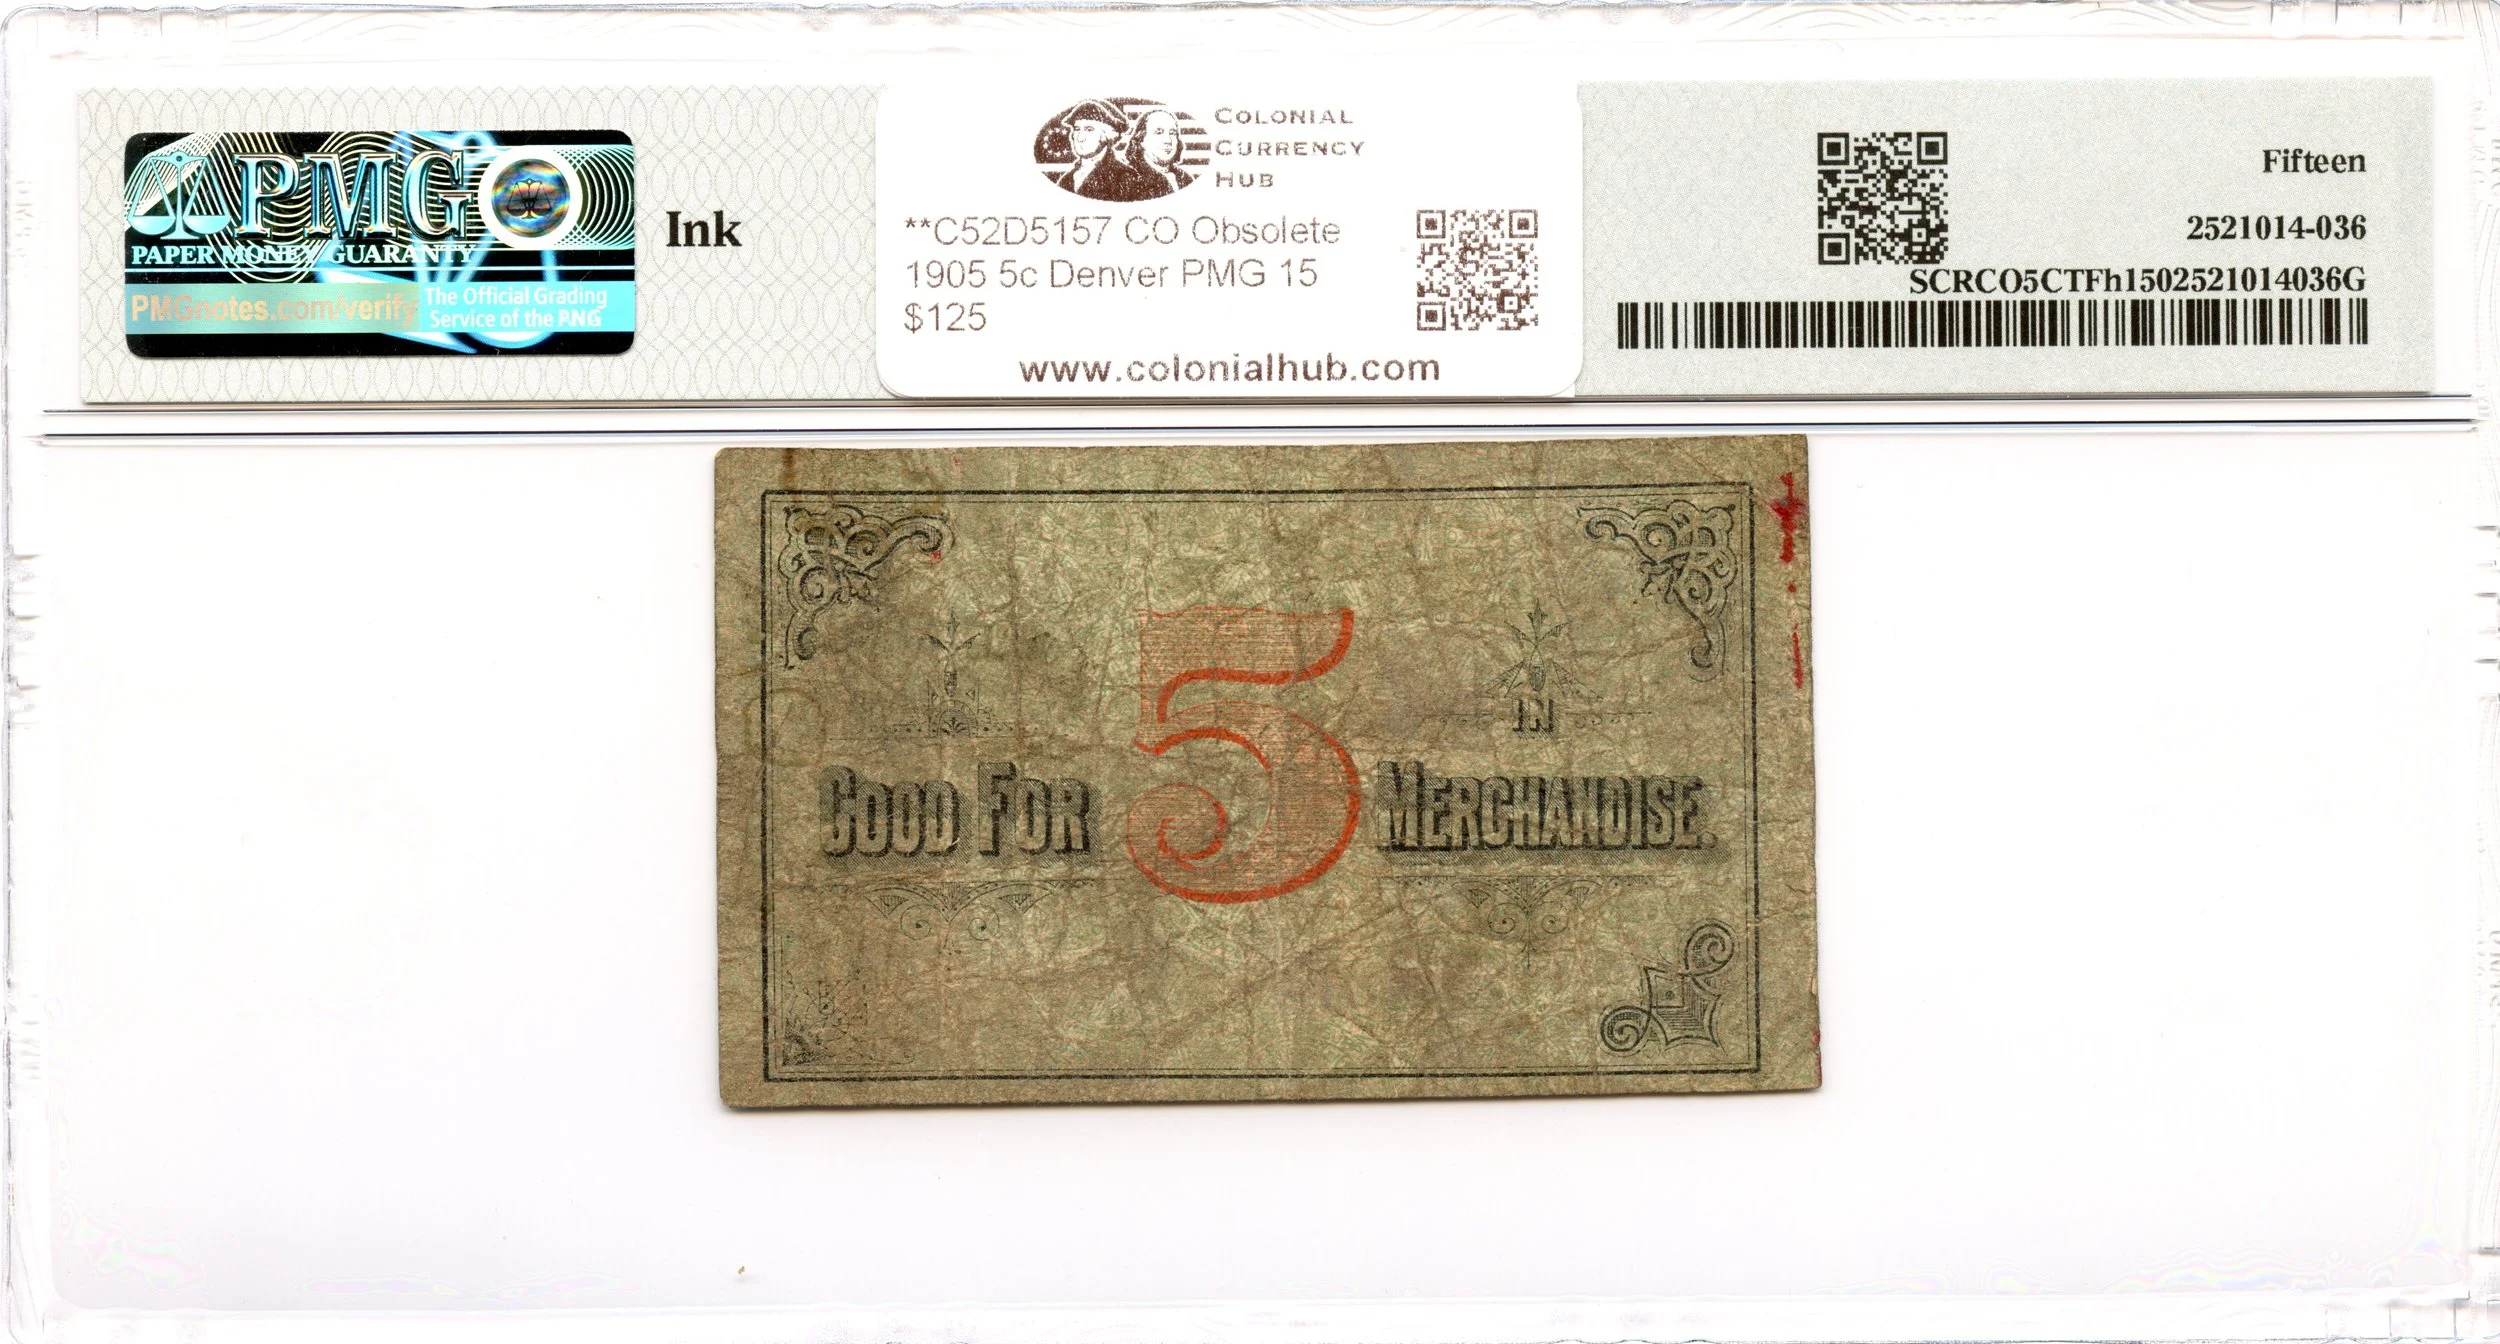 PMG
PAPER MONEY GUARANTY
PMGnotes.com/verify
The Official Grading
Service of the PNG
Ink
COLONIAL
CURRENCY
HUB
**C52D5157 CO Obsolete
1905 5c Denver PMG 15
$125
www.colonialhub.com
Fifteen
2521014-036
SCRCO5CTFh1502521014036G
GOOD FOR
5
IN
MERCHANDISE.